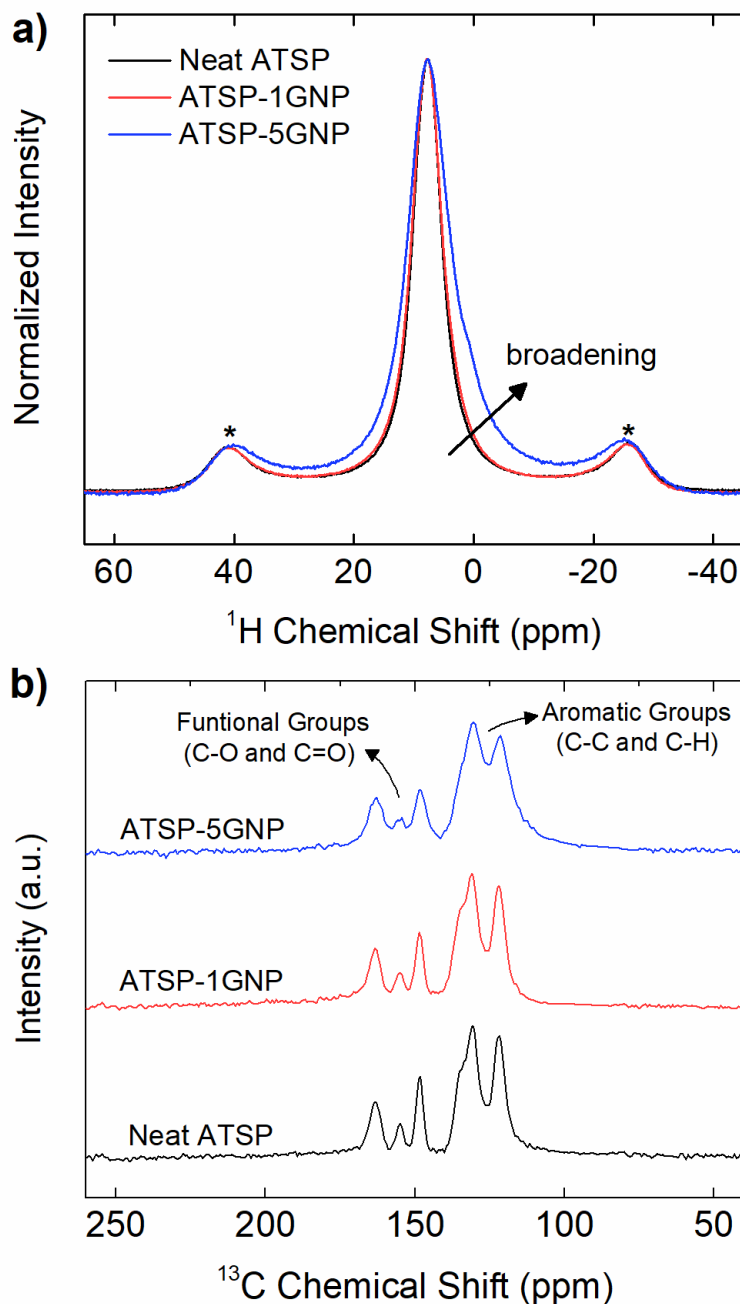 a)
Neat ATSP
ATSP-1GNP
ATSP-5GNP
broadening
*
*
Normalized Intensity
60
40
20
0
-20
-40
¹H Chemical Shift (ppm)
b)
Funtional Groups
(C-O and C=O)
Aromatic Groups
(C-C and C-H)
ATSP-5GNP
ATSP-1GNP
Neat ATSP
Intensity (a.u.)
250
200
150
100
50
¹³C Chemical Shift (ppm)